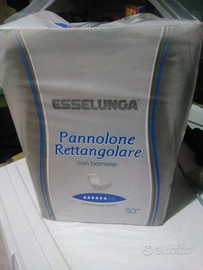 ESSELUNGA®
Pannolone
Rettangolare
con barriere
30